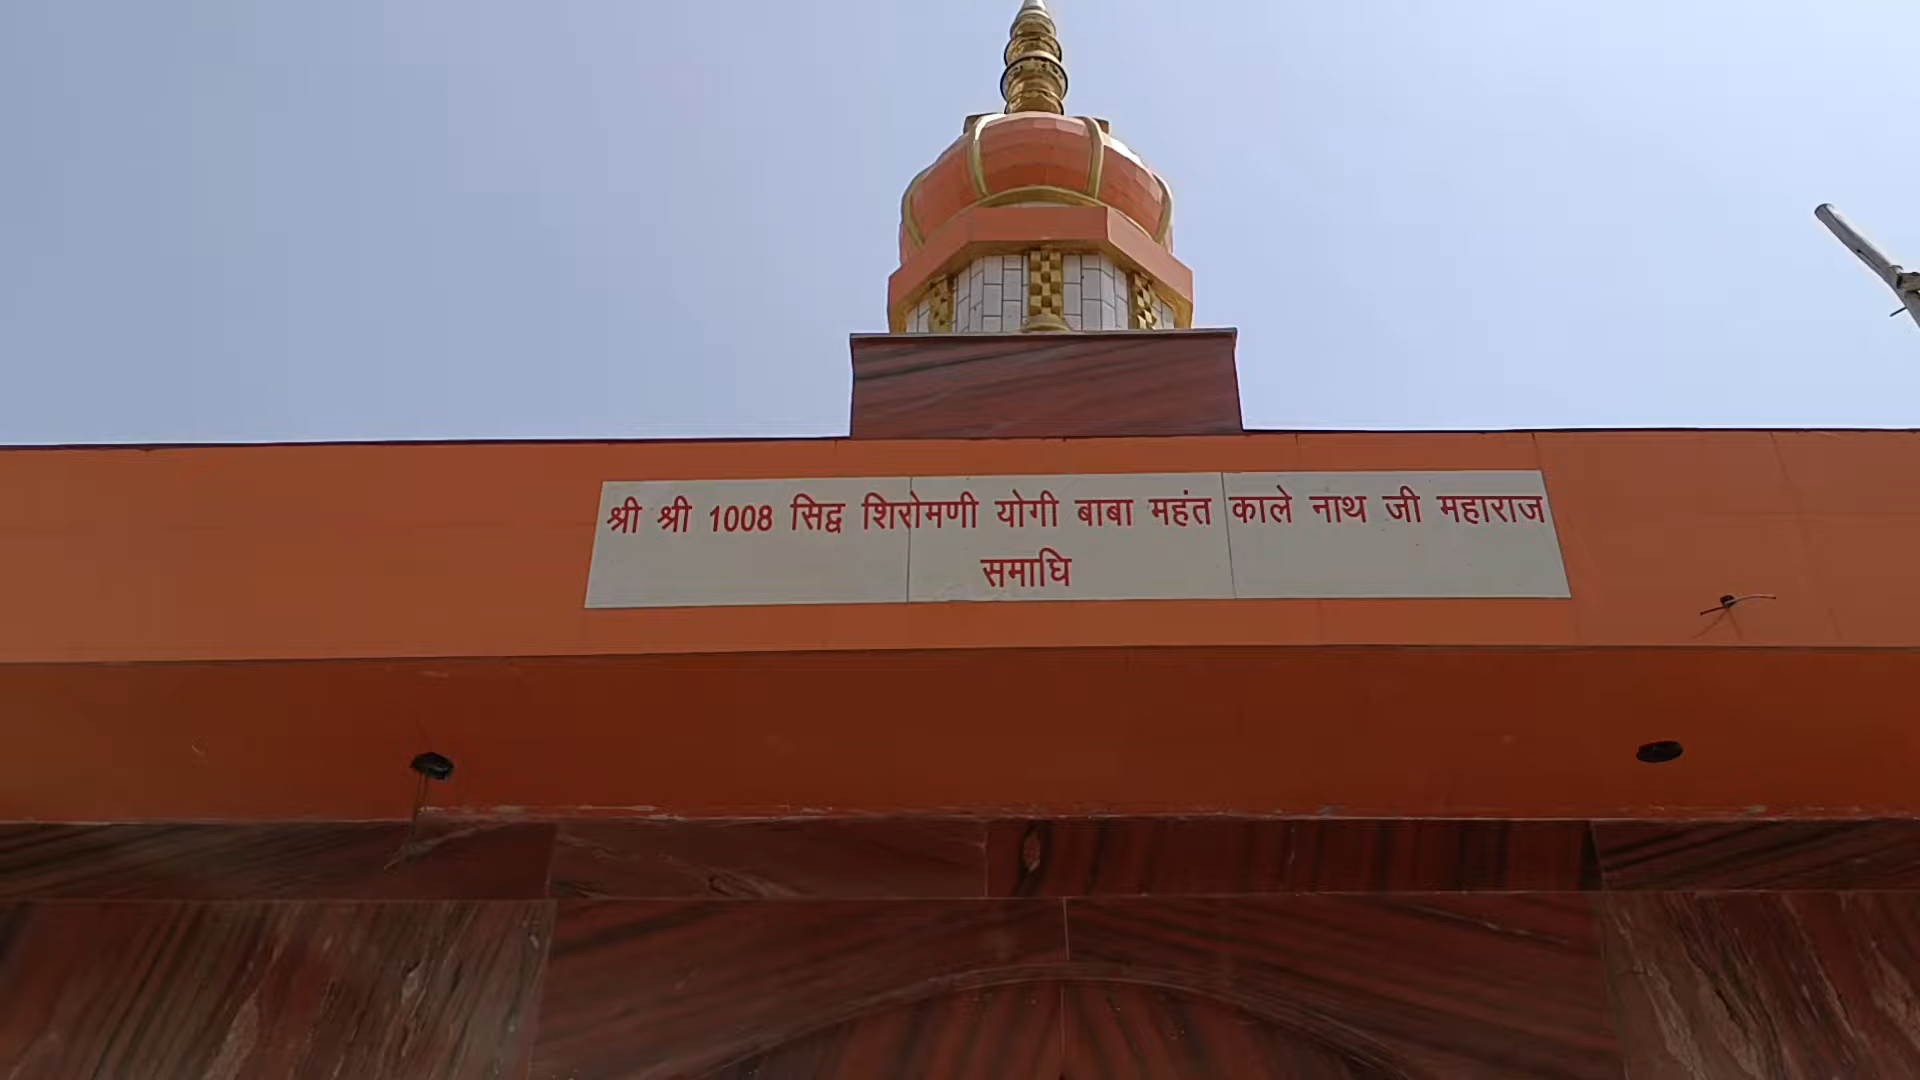 श्री श्री 1008 सिद्व शिरोमणी योगी बाबा महंत काले नाथ जी महाराज
समाधि